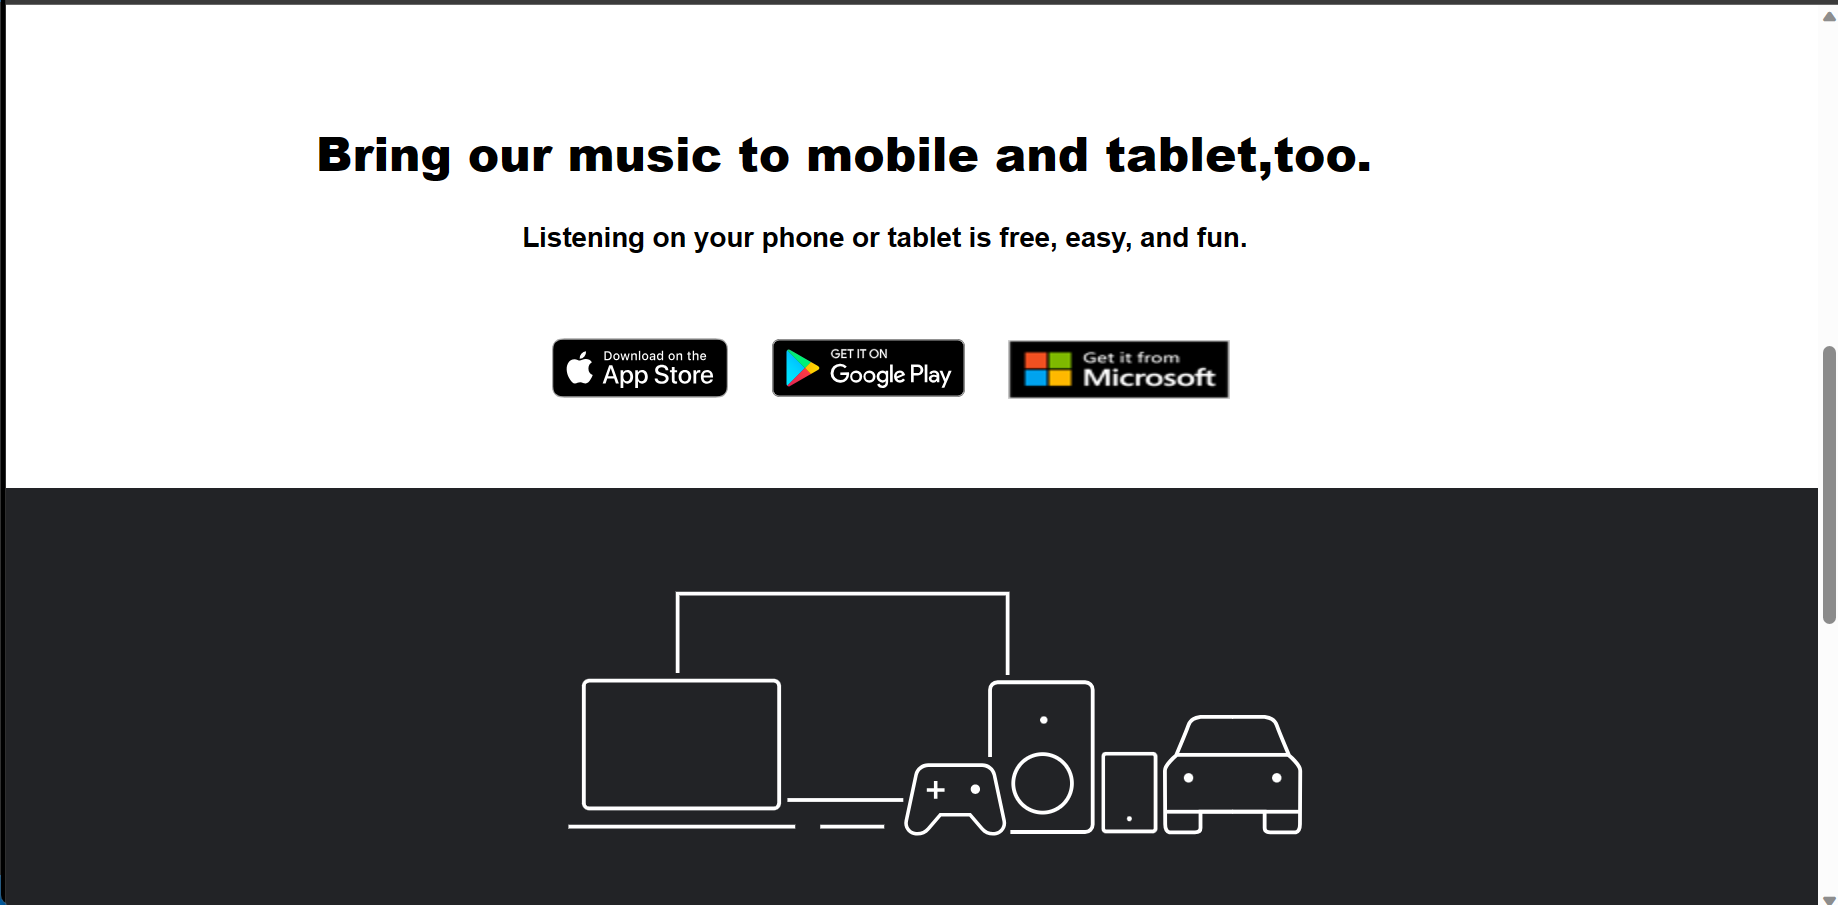 Bring our music to mobile and tablet,too.
Listening on your phone or tablet is free, easy, and fun.
Download on the
App Store
GET IT ON
Google Play
Get it from
Microsoft